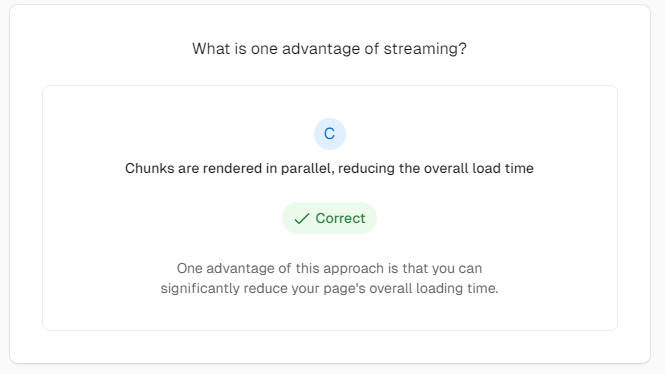 What is one advantage of streaming?
C
Chunks are rendered in parallel, reducing the overall load time
✓ Correct
One advantage of this approach is that you can
significantly reduce your page's overall loading time.